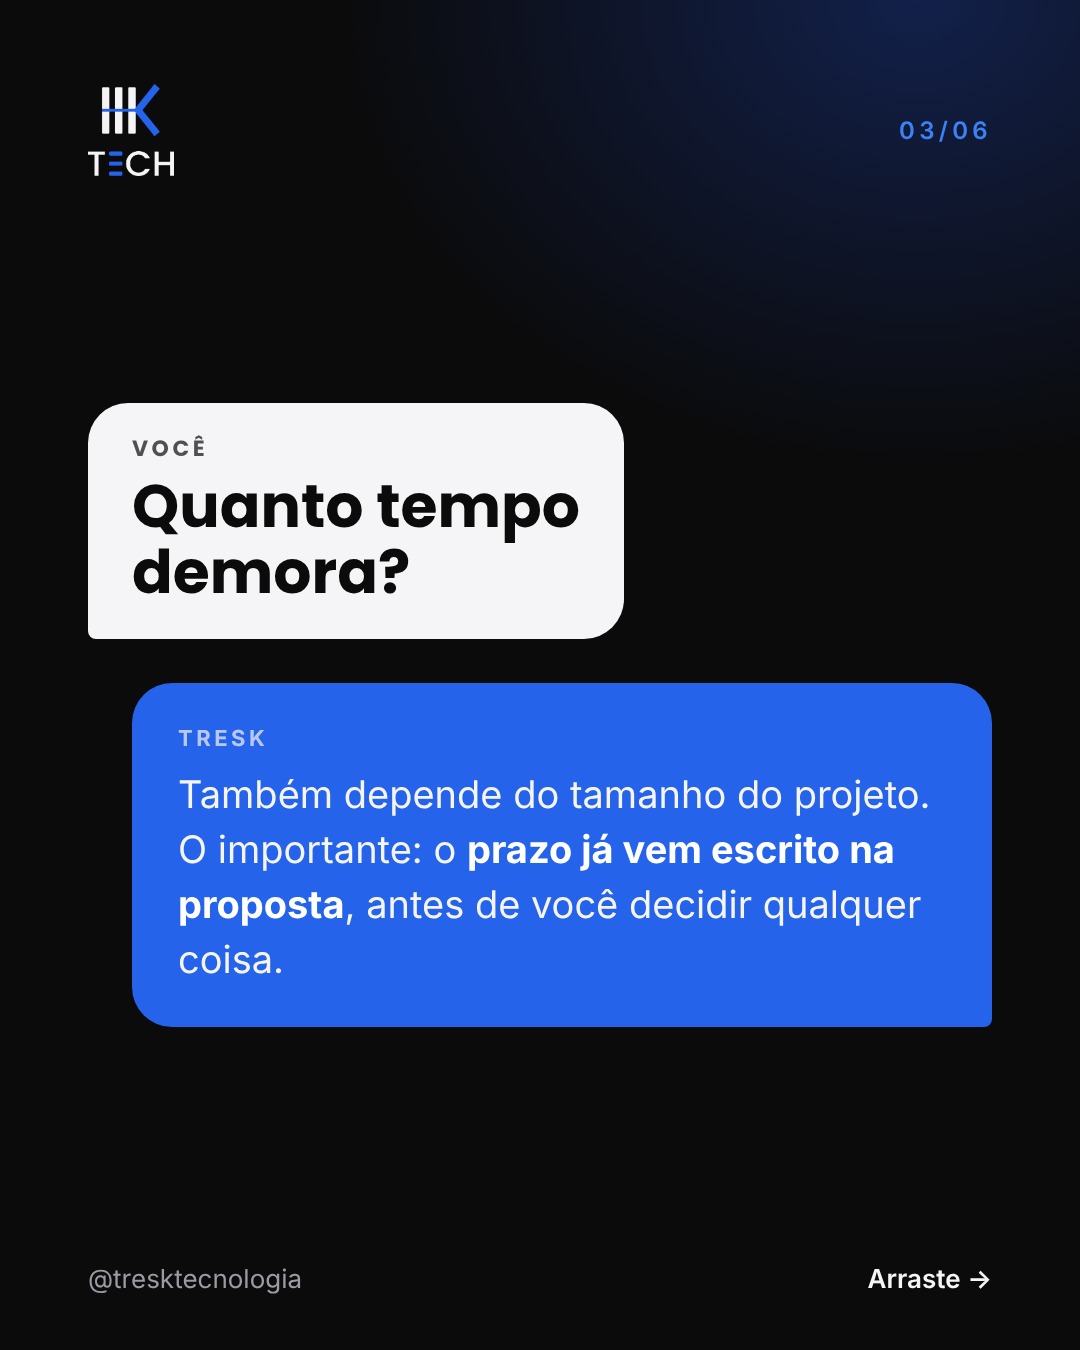 TECH
03/06
VOCÊ
Quanto tempo
demora?
TRESK
Também depende do tamanho do projeto.
O importante: o prazo já vem escrito na
proposta, antes de você decidir qualquer
coisa.
@tresktecnologia
Arraste →